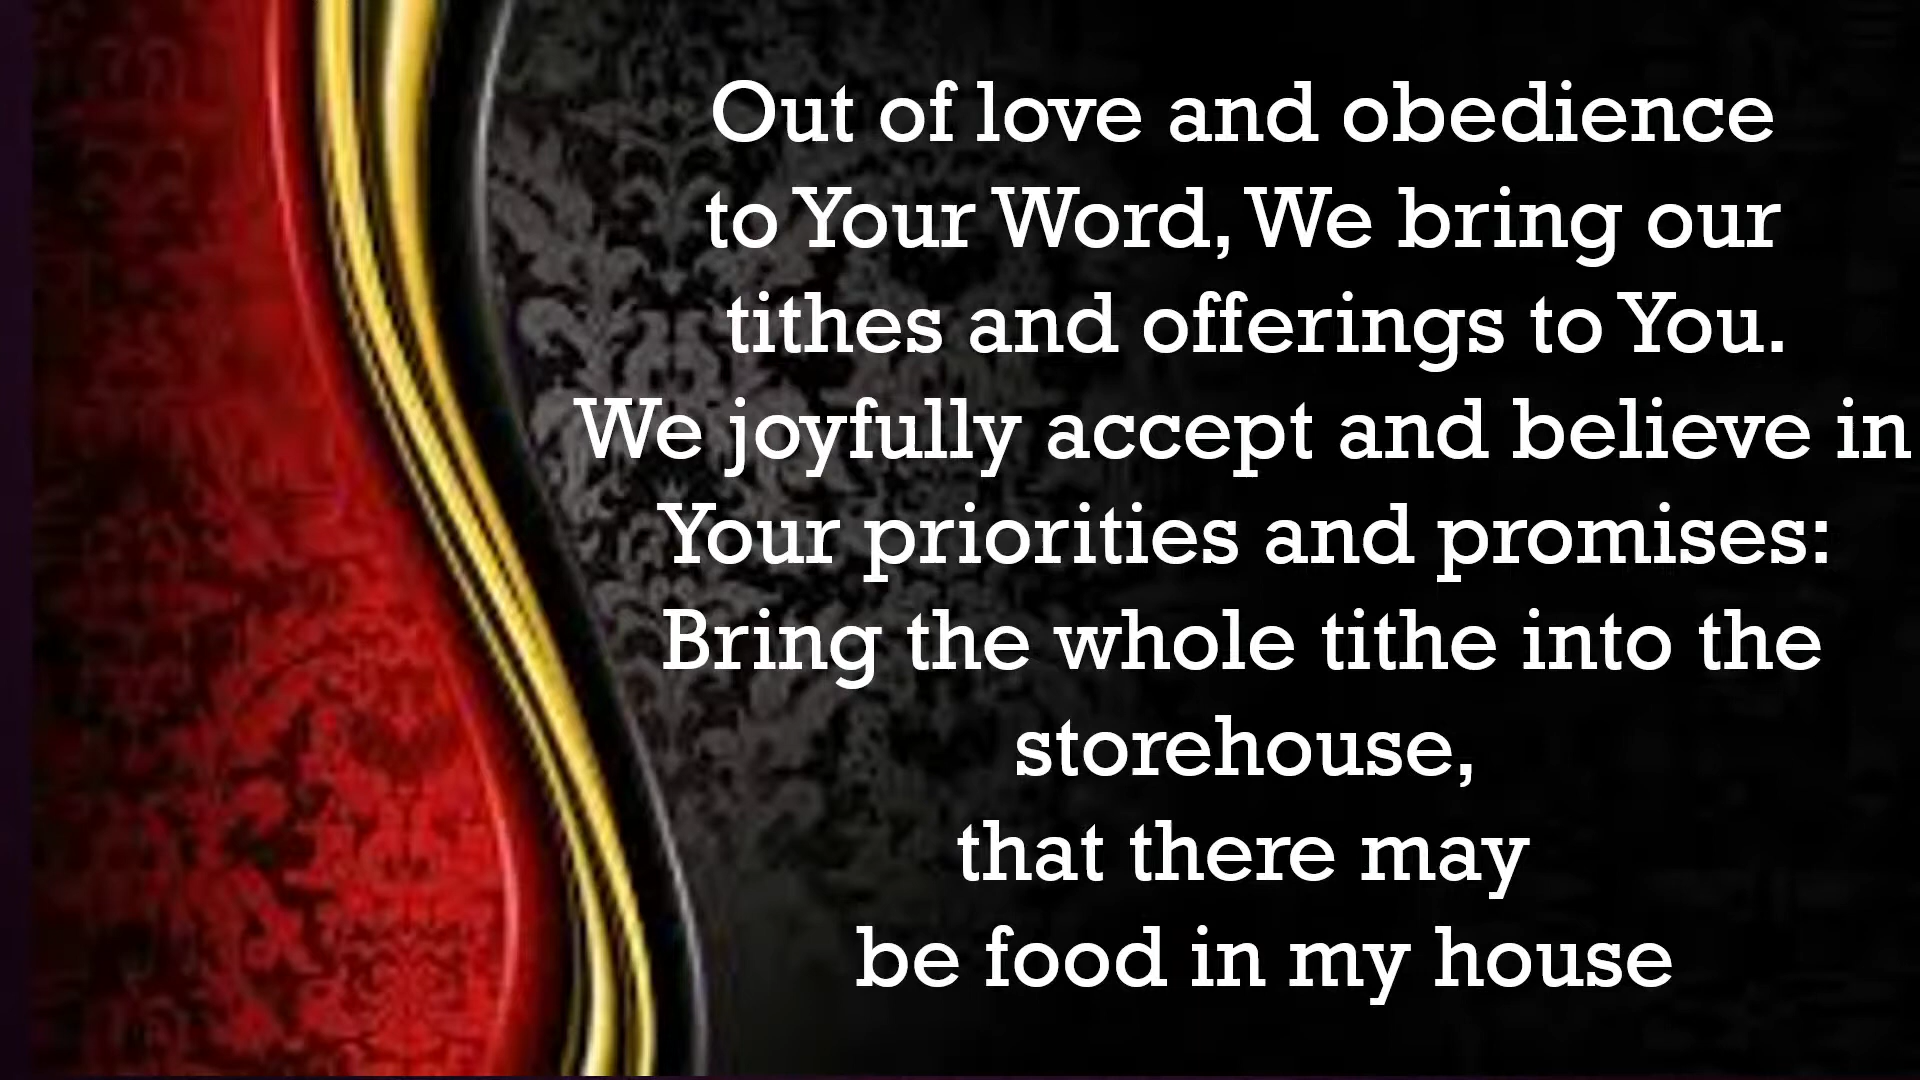 Out of love and obedience
to Your Word, We bring our
tithes and offerings to You.
We joyfully accept and believe in
Your priorities and promises:
Bring the whole tithe into the
storehouse,
that there may
be food in my house